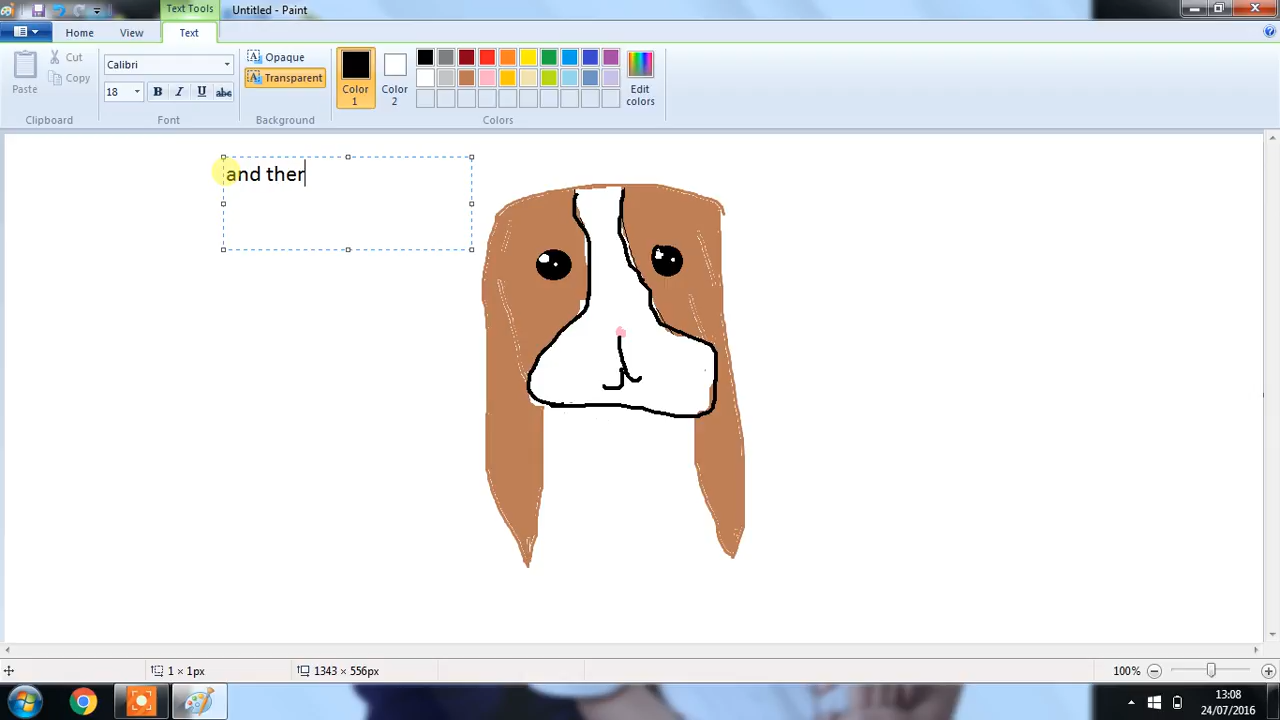 Text Tools
Untitled - Paint
Home
View
Text
Paste
Cut
Copy
Clipboard
Calibri
18
B I U abc
Font
Opaque
Transparent
Background
Color 1
Color 2
Edit colors
Colors
and ther
1 × 1px
1343 × 556px
100%
13:08
24/07/2016